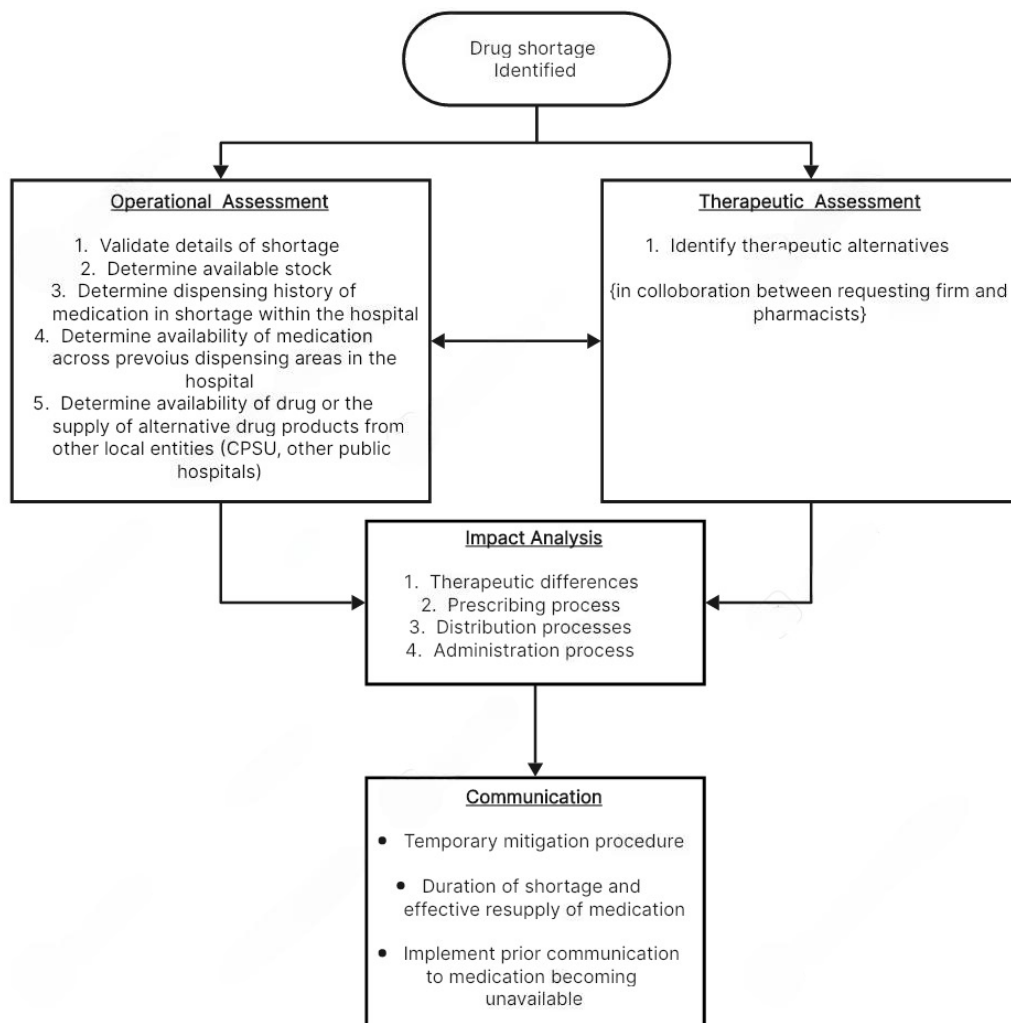 Drug shortage
Identified
Operational Assessment
1. Validate details of shortage
2. Determine available stock
3. Determine dispensing history of
medication in shortage within the hospital
4. Determine availability of medication
across prevoius dispensing areas in the
hospital
5. Determine availability of drug or the
supply of alternative drug products from
other local entities (CPSU, other public
hospitals)
Therapeutic Assessment
1. Identify therapeutic alternatives
{in colloboration between requesting firm and
pharmacists}
Impact Analysis
1. Therapeutic differences
2. Prescribing process
3. Distribution processes
4. Administration process
Communication
• Temporary mitigation procedure
• Duration of shortage and
effective resupply of medication
• Implement prior communication
to medication becoming
unavailable